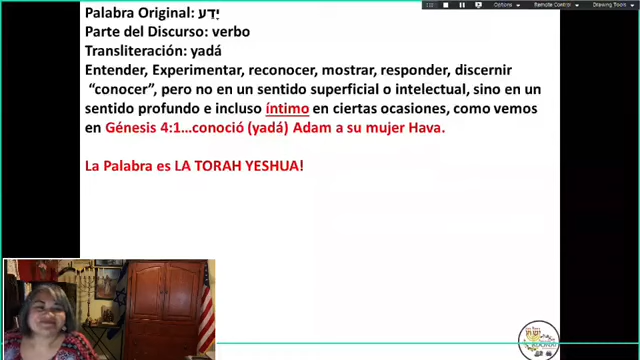 Options
Remote Control
Drawing Tools
Palabra Original: יָדַע
Parte del Discurso: verbo
Transliteración: yadá
Entender, Experimentar, reconocer, mostrar, responder, discernir
“conocer”, pero no en un sentido superficial o intelectual, sino en un
sentido profundo e incluso íntimo en ciertas ocasiones, como vemos
en Génesis 4:1…conoció (yadá) Adam a su mujer Hava.
La Palabra es LA TORAH YESHUA!